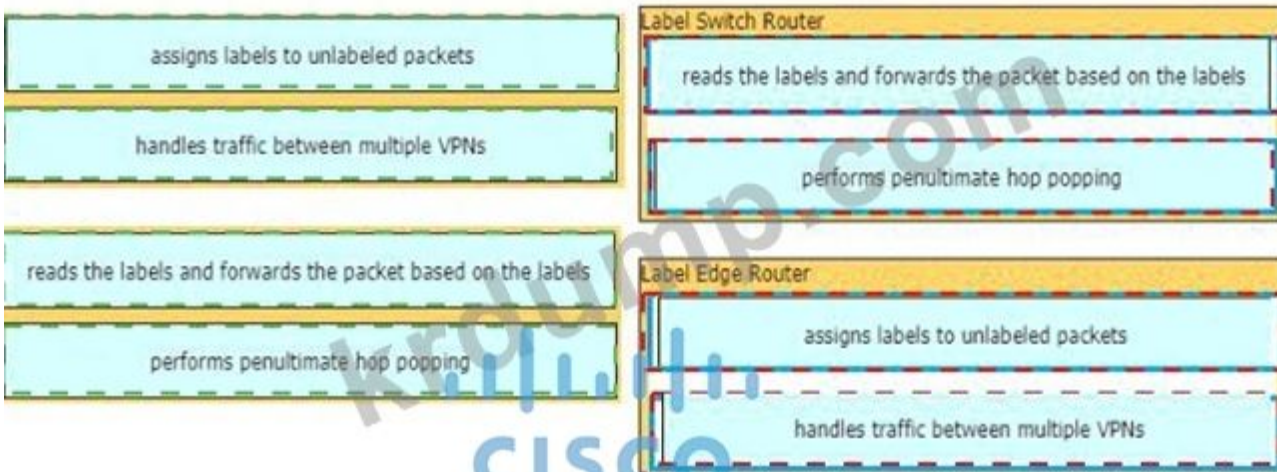 assigns labels to unlabeled packets
handles traffic between multiple VPNs
reads the labels and forwards the packet based on the labels
performs penultimate hop popping
Label Switch Router
reads the labels and forwards the packet based on the labels
performs penultimate hop popping
Label Edge Router
assigns labels to unlabeled packets
handles traffic between multiple VPNs
krdump.com
CISCO